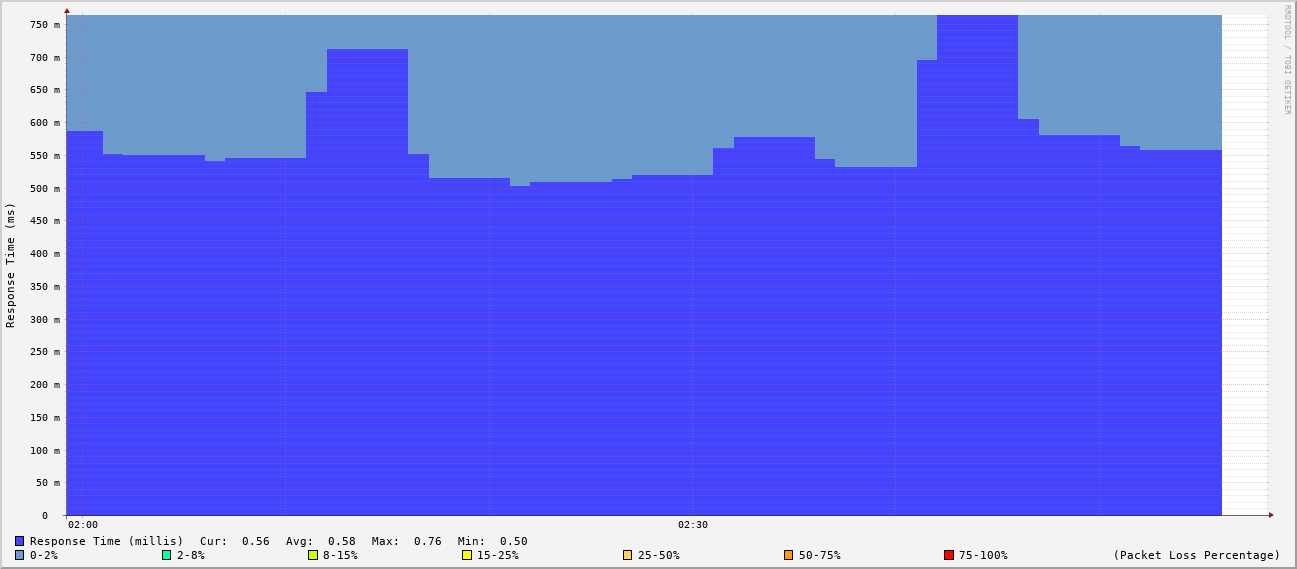 RRDTOOL / TOBI OETIKER
Response Time (ms)
750 m
700 m
650 m
600 m
550 m
500 m
450 m
400 m
350 m
300 m
250 m
200 m
150 m
100 m
50 m
0
02:00 02:30
Response Time (millis) Cur: 0.56 Avg: 0.58 Max: 0.76 Min: 0.50
0-2% 2-8% 8-15% 15-25% 25-50% 50-75% 75-100% (Packet Loss Percentage)